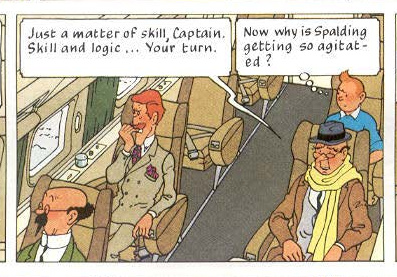 Just a matter of skill, Captain.
Skill and logic ... Your turn.
Now why is Spalding
getting so agitat-
ed ?